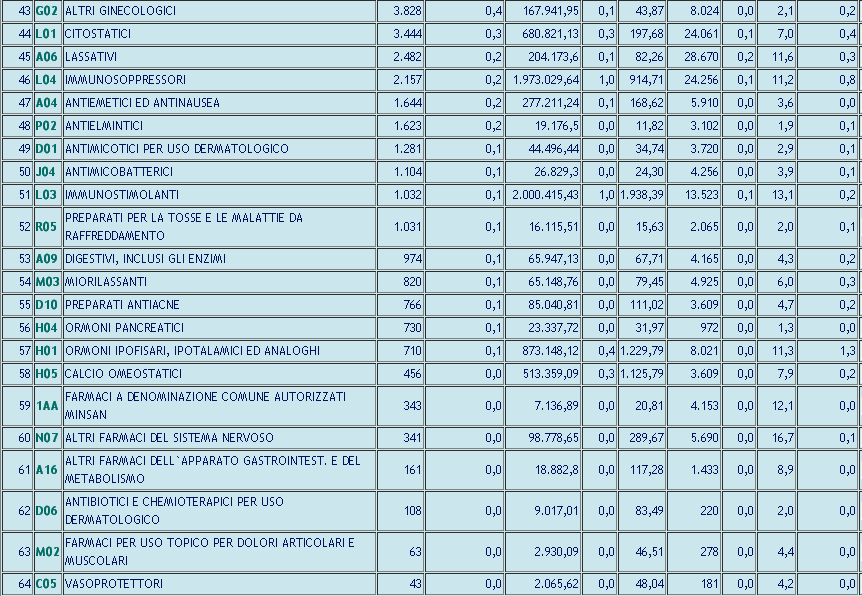 43 G02 ALTRI GINECOLOGICI 3.828 0,4 167.941,95 0,1 43,87 8.024 0,0 2,1 0,2
44 L01 CITOSTATICI 3.444 0,3 680.821,13 0,3 197,68 24.061 0,1 7,0 0,4
45 A06 LASSATIVI 2.482 0,2 204.173,6 0,1 82,26 28.670 0,2 11,6 0,3
46 L04 IMMUNOSOPPRESSORI 2.157 0,2 1.973.029,64 1,0 914,71 24.256 0,1 11,2 0,8
47 A04 ANTIEMETICI ED ANTINAUSEA 1.644 0,2 277.211,24 0,1 168,62 5.910 0,0 3,6 0,0
48 P02 ANTIELMINTICI 1.623 0,2 19.176,5 0,0 11,82 3.102 0,0 1,9 0,1
49 D01 ANTIMICOTICI PER USO DERMATOLOGICO 1.281 0,1 44.496,44 0,0 34,74 3.720 0,0 2,9 0,1
50 J04 ANTIMICOBATTERICI 1.104 0,1 26.829,3 0,0 24,30 4.256 0,0 3,9 0,1
51 L03 IMMUNOSTIMOLANTI 1.032 0,1 2.000.415,43 1,0 1.938,39 13.523 0,1 13,1 0,2
52 R05 PREPARATI PER LA TOSSE E LE MALATTIE DA
RAFFREDDAMENTO 1.031 0,1 16.115,51 0,0 15,63 2.065 0,0 2,0 0,1
53 A09 DIGESTIVI, INCLUSI GLI ENZIMI 974 0,1 65.947,13 0,0 67,71 4.165 0,0 4,3 0,2
54 M03 MIORILASSANTI 820 0,1 65.148,76 0,0 79,45 4.925 0,0 6,0 0,3
55 D10 PREPARATI ANTIACNE 766 0,1 85.040,81 0,0 111,02 3.609 0,0 4,7 0,2
56 H04 ORMONI PANCREATICI 730 0,1 23.337,72 0,0 31,97 972 0,0 1,3 0,0
57 H01 ORMONI IPOFISARI, IPOTALAMICI ED ANALOGHI 710 0,1 873.148,12 0,4 1.229,79 8.021 0,0 11,3 1,3
58 H05 CALCIO OMEOSTATICI 456 0,0 513.359,09 0,3 1.125,79 3.609 0,0 7,9 0,2
59 1AA FARMACI A DENOMINAZIONE COMUNE AUTORIZZATI
MINSAN 343 0,0 7.136,89 0,0 20,81 4.153 0,0 12,1 0,0
60 N07 ALTRI FARMACI DEL SISTEMA NERVOSO 341 0,0 98.778,65 0,0 289,67 5.690 0,0 16,7 0,1
61 A16 ALTRI FARMACI DELL`APPARATO GASTROINTEST. E DEL
METABOLISMO 161 0,0 18.882,8 0,0 117,28 1.433 0,0 8,9 0,0
62 D06 ANTIBIOTICI E CHEMIOTERAPICI PER USO
DERMATOLOGICO 108 0,0 9.017,01 0,0 83,49 220 0,0 2,0 0,0
63 M02 FARMACI PER USO TOPICO PER DOLORI ARTICOLARI E
MUSCOLARI 63 0,0 2.930,09 0,0 46,51 278 0,0 4,4 0,0
64 C05 VASOPROTETTORI 43 0,0 2.065,62 0,0 48,04 181 0,0 4,2 0,0